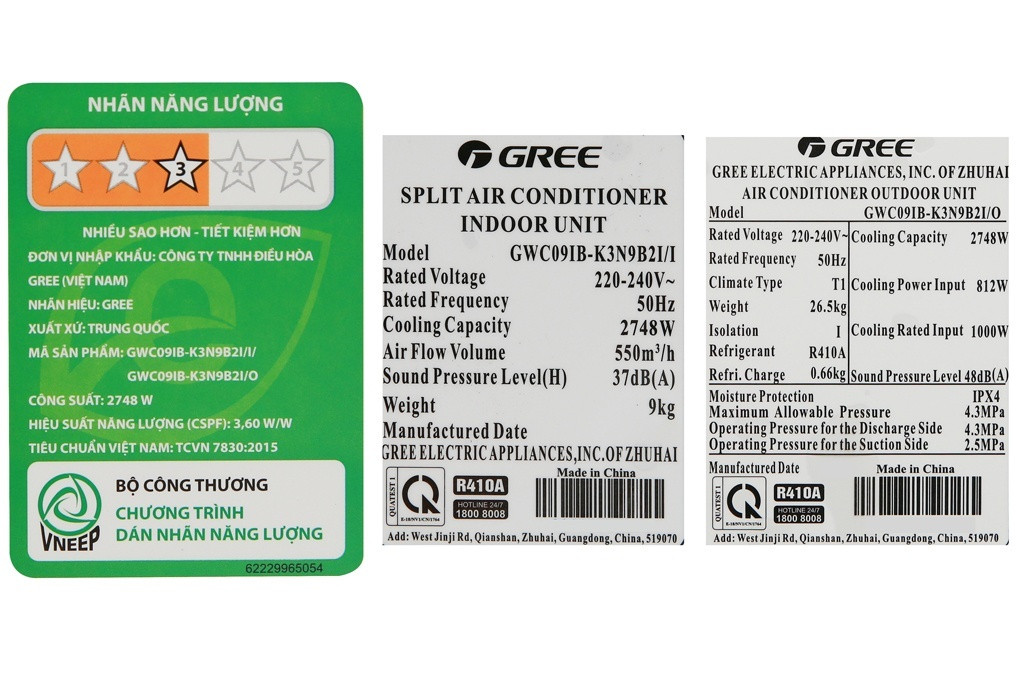 NHÃN NĂNG LƯỢNG
1 2 3 4 5
NHIỀU SAO HƠN - TIẾT KIỆM HƠN
ĐƠN VỊ NHẬP KHẨU: CÔNG TY TNHH ĐIỀU HÒA
GREE (VIỆT NAM)
NHÃN HIỆU: GREE
XUẤT XỨ: TRUNG QUỐC
MÃ SẢN PHẨM: GWC09IB-K3N9B2I/I/
GWC09IB-K3N9B2I/O
CÔNG SUẤT: 2748 W
HIỆU SUẤT NĂNG LƯỢNG (CSPF): 3,60 W/W
TIÊU CHUẨN VIỆT NAM: TCVN 7830:2015
VNEEP
BỘ CÔNG THƯƠNG
CHƯƠNG TRÌNH
DÁN NHÃN NĂNG LƯỢNG
62229965054
GREE
SPLIT AIR CONDITIONER
INDOOR UNIT
Model GWC09IB-K3N9B2I/I
Rated Voltage 220-240V~
Rated Frequency 50Hz
Cooling Capacity 2748W
Air Flow Volume 550m³/h
Sound Pressure Level(H) 37dB(A)
Weight 9kg
Manufactured Date
GREE ELECTRIC APPLIANCES,INC.OF ZHUHAI
Made in China
QUATEST 1
R410A
HOTLINE 24/7
1800 8008
Add: West Jinji Rd, Qianshan, Zhuhai, Guangdong, China, 519070
GREE
GREE ELECTRIC APPLIANCES, INC. OF ZHUHAI
AIR CONDITIONER OUTDOOR UNIT
Model GWC09IB-K3N9B2I/O
Rated Voltage 220-240V~ Cooling Capacity 2748W
Rated Frequency 50Hz
Climate Type T1 Cooling Power Input 812W
Weight 26.5kg
Isolation I Cooling Rated Input 1000W
Refrigerant R410A
Refri. Charge 0.66kg Sound Pressure Level 48dB(A)
Moisture Protection IPX4
Maximum Allowable Pressure 4.3MPa
Operating Pressure for the Discharge Side 4.3MPa
Operating Pressure for the Suction Side 2.5MPa
Manufactured Date Made in China
QUATEST 1
R410A
HOTLINE 24/7
1800 8008
Add: West Jinji Rd, Qianshan, Zhuhai, Guangdong, China, 519070